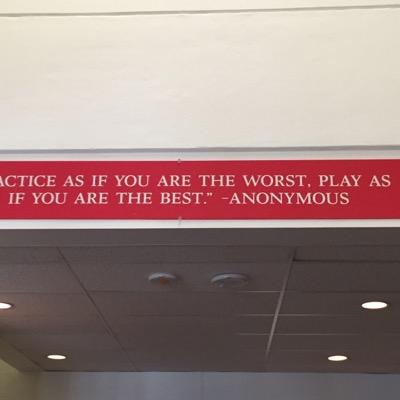 ACTICE AS IF YOU ARE THE WORST, PLAY AS
IF YOU ARE THE BEST." -ANONYMOUS